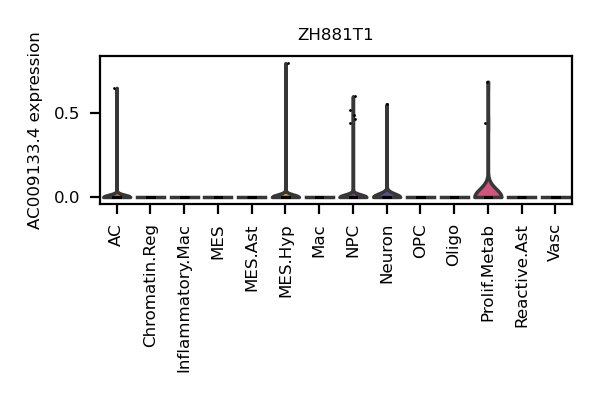 ZH881T1
AC009133.4 expression
0.5
0.0
AC
Chromatin.Reg
Inflammatory.Mac
MES
MES.Ast
MES.Hyp
Mac
NPC
Neuron
OPC
Oligo
Prolif.Metab
Reactive.Ast
Vasc